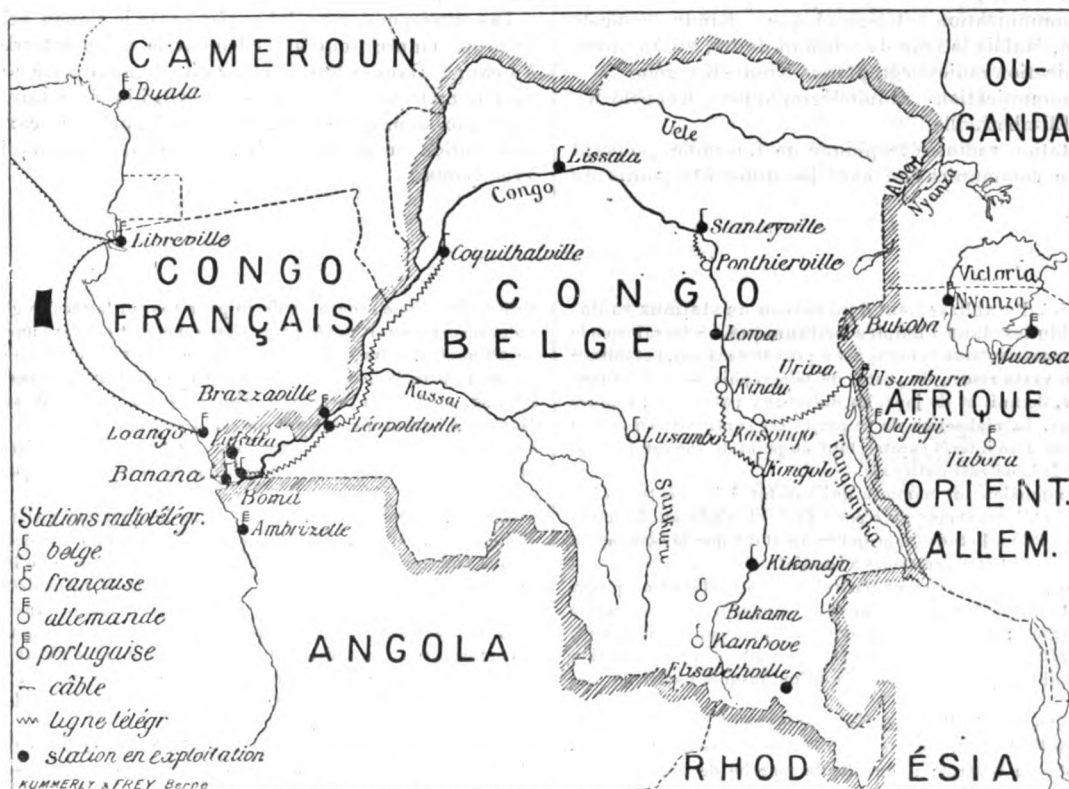 CAMEROUN
Duala
OU-
GANDA
Uele
Lissala
Albert
Nyanza
Congo
Libreville
Stanleyville
Coquilhatville
Ponthierville
CONGO
FRANÇAIS
CONGO
BELGE
Victoria
Nyanza
Lowa
Bukoba
Muansa
Kindu
Uriva
Usumbura
Kassai
Brazzaville
Léopoldville
AFRIQUE
Loango
Lusambo
Kasongo
Udjidji
Tabora
Kongolo
Banana
Boma
Sankuru
Tanganika
ORIENT.
ALLEM.
Ambrizette
Stations radiotélégr.
belge
française
allemande
portugaise
câble
ligne télégr
station en exploitation
Kikondja
Bukama
Kambove
Elisabethville
ANGOLA
RHOD ÉSIA
KUMMERLY & FREY Berne